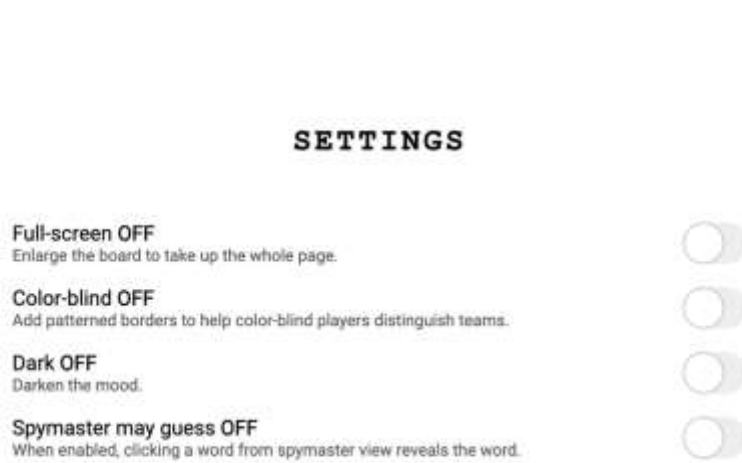 SETTINGS
Full-screen OFF
Enlarge the board to take up the whole page.
Color-blind OFF
Add patterned borders to help color-blind players distinguish teams.
Dark OFF
Darken the mood.
Spymaster may guess OFF
When enabled, clicking a word from spymaster view reveals the word.